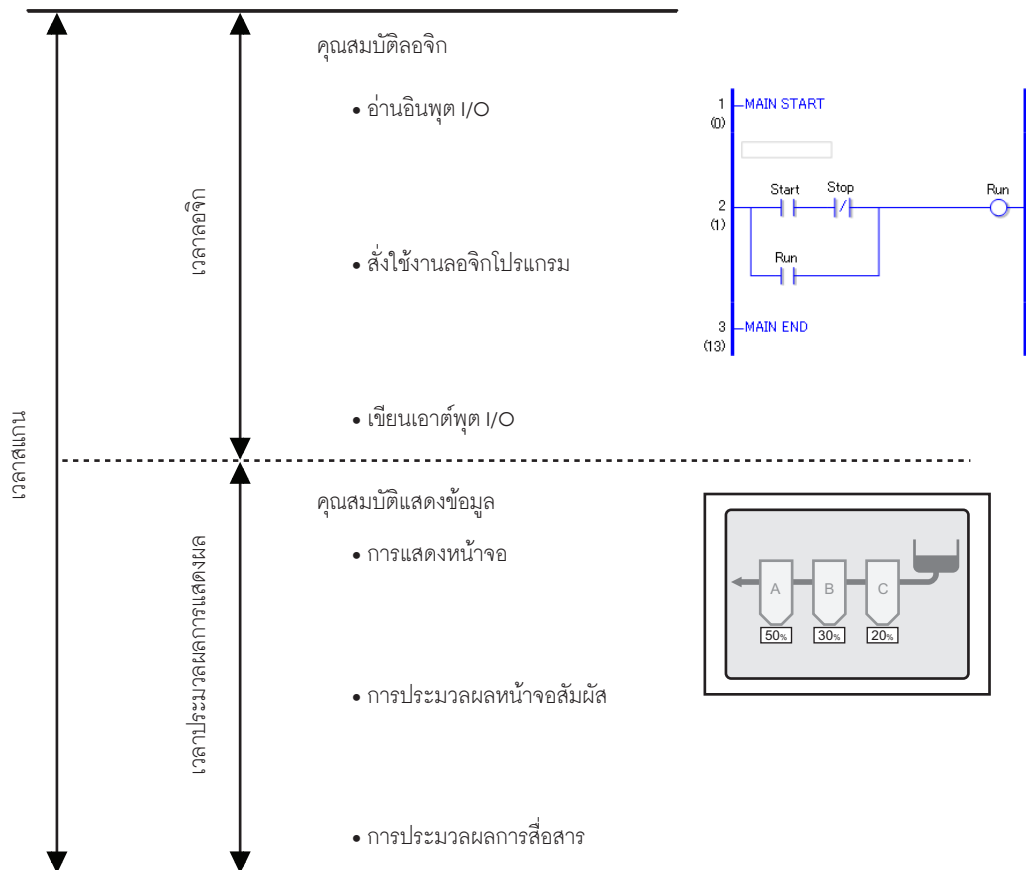 คุณสมบัติลอจิก
• อ่านอินพุต I/O
1 MAIN START
(0)
เวลาลอจิก
Start Stop Run
2
(1)
• สั่งใช้งานลอจิกโปรแกรม
Run
3 MAIN END
(13)
• เขียนเอาต์พุต I/O
เวลาสแกน
คุณสมบัติแสดงข้อมูล
• การแสดงหน้าจอ
เวลาประมวลผลการแสดงผล
A B C
50% 30% 20%
• การประมวลผลหน้าจอสัมผัส
• การประมวลผลการสื่อสาร